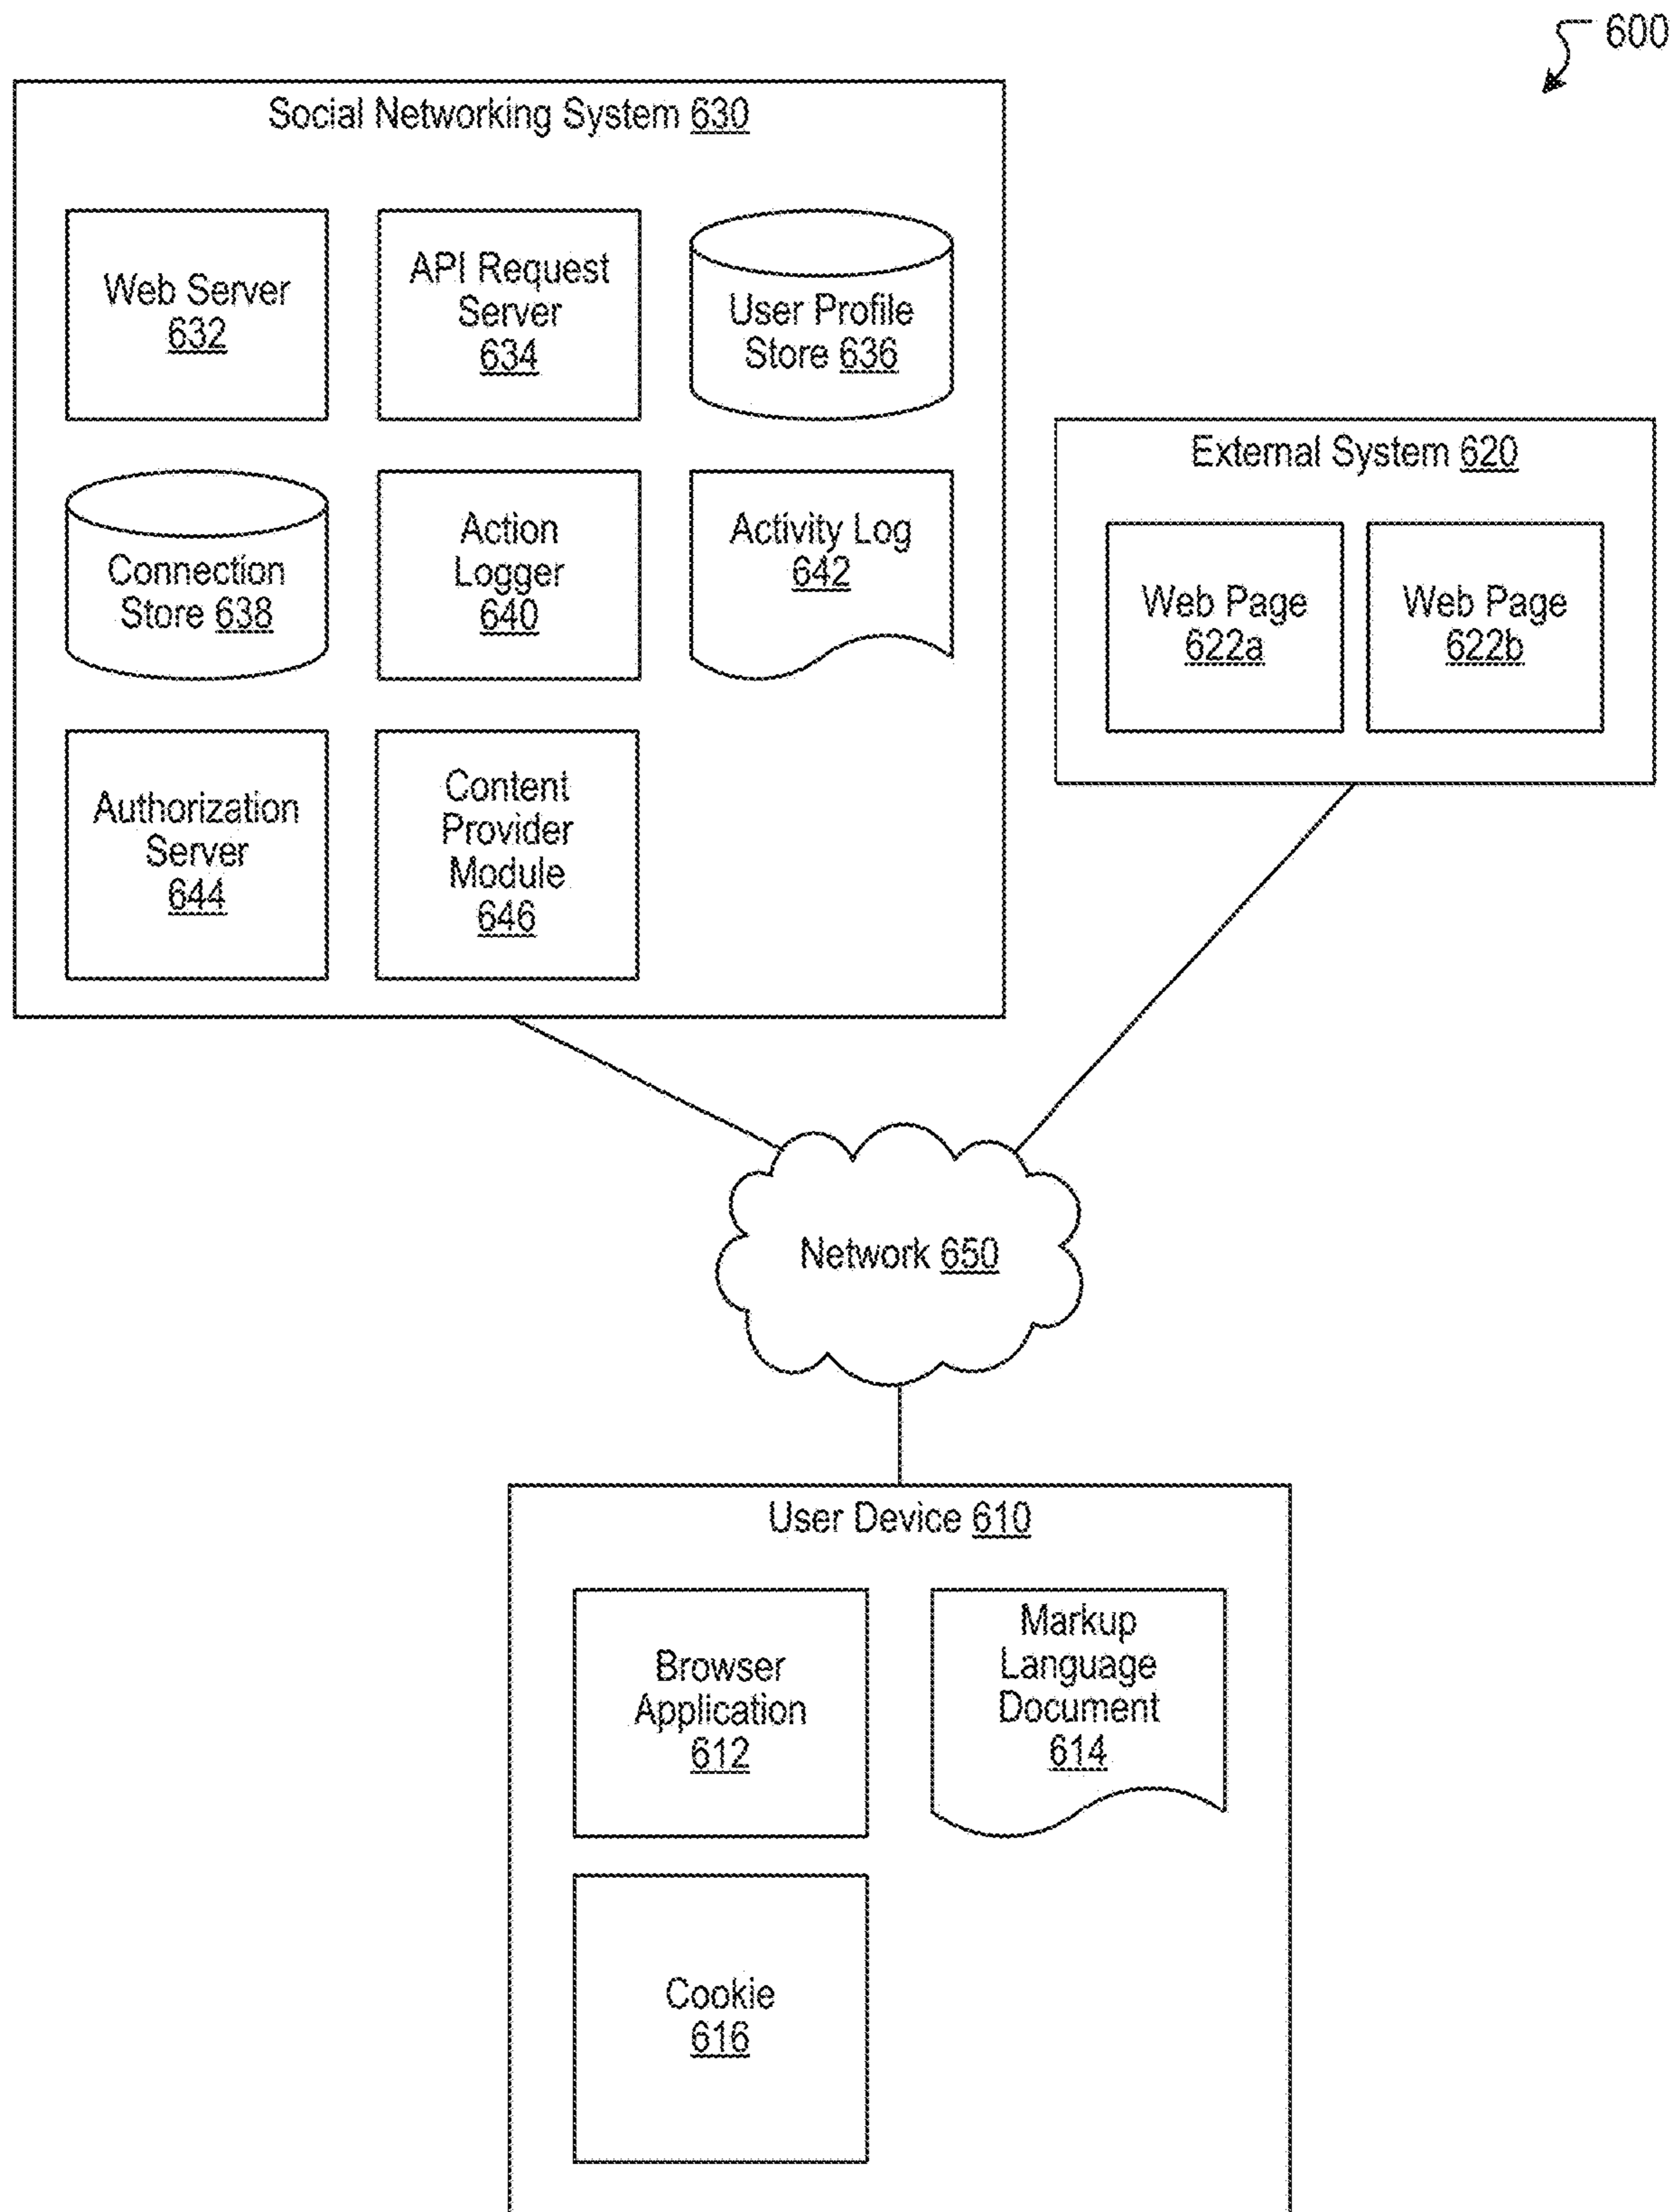 600
Social Networking System 630
Web Server
632
API Request
Server
634
User Profile
Store 636
Connection
Store 638
Action
Logger
640
Activity Log
642
Authorization
Server
644
Content
Provider
Module
646
External System 620
Web Page
622a
Web Page
622b
Network 650
User Device 610
Browser
Application
612
Markup
Language
Document
614
Cookie
616